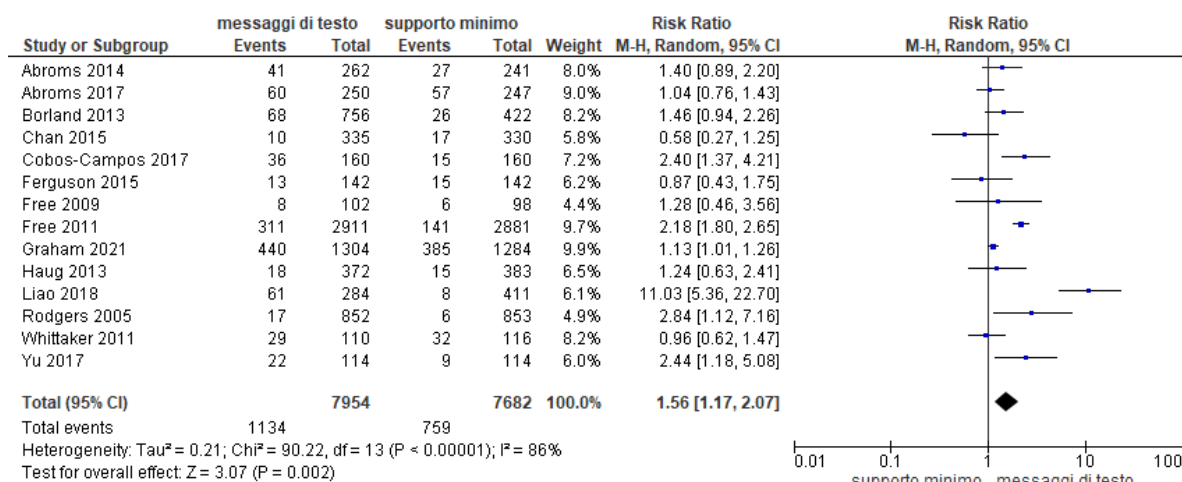 messaggi di testo supporto minimo Risk Ratio Risk Ratio
Study or Subgroup Events Total Events Total Weight M-H, Random, 95% CI M-H, Random, 95% CI
Abroms 2014 41 262 27 241 8.0% 1.40 [0.89, 2.20]
Abroms 2017 60 250 57 247 9.0% 1.04 [0.76, 1.43]
Borland 2013 68 756 26 422 8.2% 1.46 [0.94, 2.26]
Chan 2015 10 335 17 330 5.8% 0.58 [0.27, 1.25]
Cobos-Campos 2017 36 160 15 160 7.2% 2.40 [1.37, 4.21]
Ferguson 2015 13 142 15 142 6.2% 0.87 [0.43, 1.75]
Free 2009 8 102 6 98 4.4% 1.28 [0.46, 3.56]
Free 2011 311 2911 141 2881 9.7% 2.18 [1.80, 2.65]
Graham 2021 440 1304 385 1284 9.9% 1.13 [1.01, 1.26]
Haug 2013 18 372 15 383 6.5% 1.24 [0.63, 2.41]
Liao 2018 61 284 8 411 6.1% 11.03 [5.36, 22.70]
Rodgers 2005 17 852 6 853 4.9% 2.84 [1.12, 7.16]
Whittaker 2011 29 110 32 116 8.2% 0.96 [0.62, 1.47]
Yu 2017 22 114 9 114 6.0% 2.44 [1.18, 5.08]
Total (95% CI) 7954 7682 100.0% 1.56 [1.17, 2.07]
Total events 1134 759
Heterogeneity: Tau² = 0.21; Chi² = 90.22, df = 13 (P < 0.00001); I² = 86%
Test for overall effect: Z = 3.07 (P = 0.002)
0.01 0.1 1 10 100
supporto minimo messaggi di testo